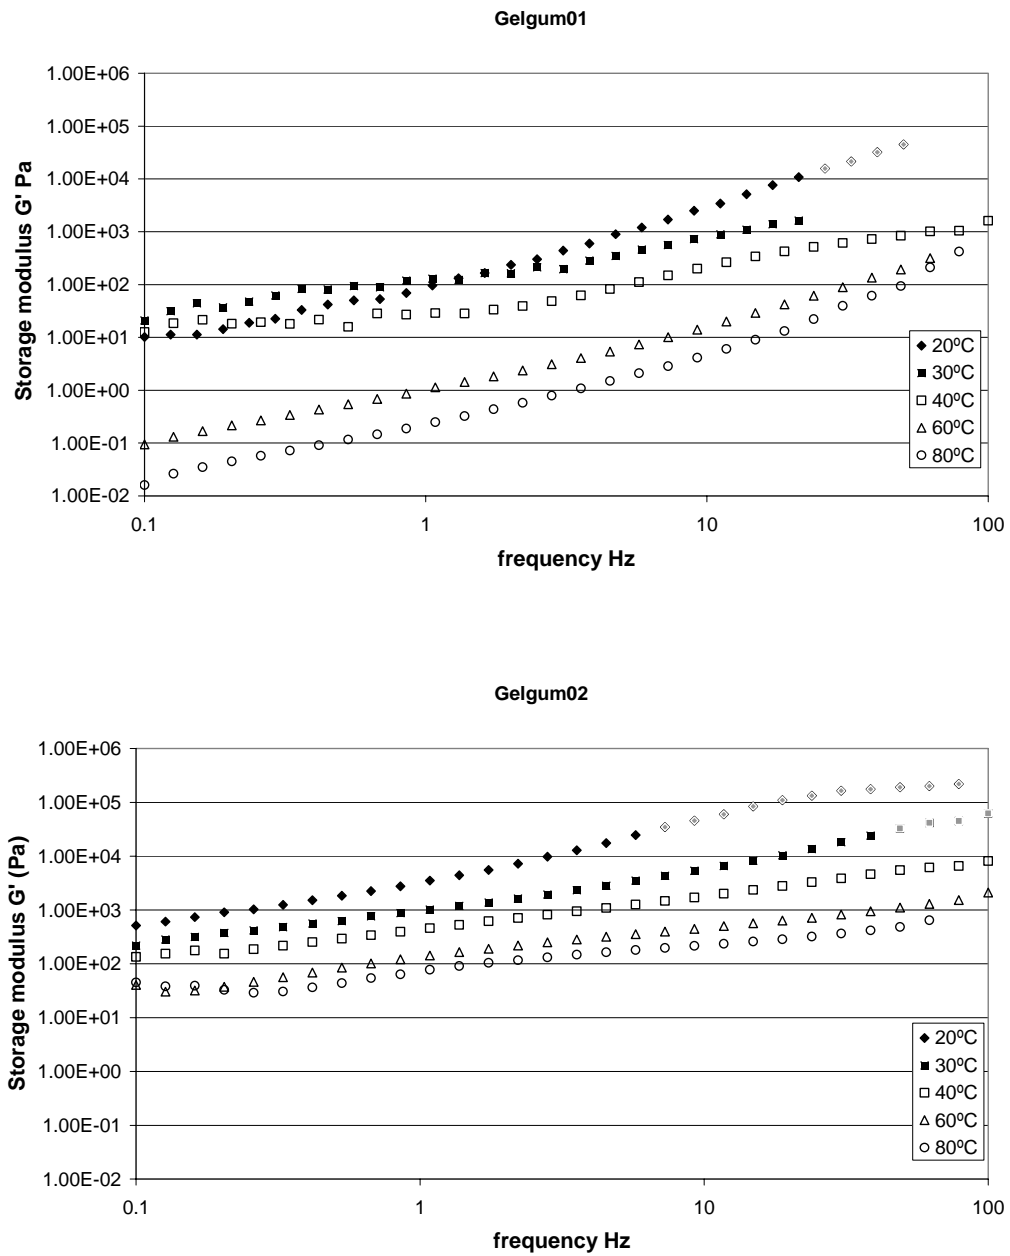 Gelgum01
1.00E+06
1.00E+05
1.00E+04
1.00E+03
1.00E+02
1.00E+01
1.00E+00
1.00E-01
1.00E-02
Storage modulus G' Pa
0.1 1 10 100
frequency Hz
20ºC
30ºC
40ºC
60ºC
80ºC
Gelgum02
1.00E+06
1.00E+05
1.00E+04
1.00E+03
1.00E+02
1.00E+01
1.00E+00
1.00E-01
1.00E-02
Storage modulus G' (Pa)
0.1 1 10 100
frequency Hz
20ºC
30ºC
40ºC
60ºC
80ºC